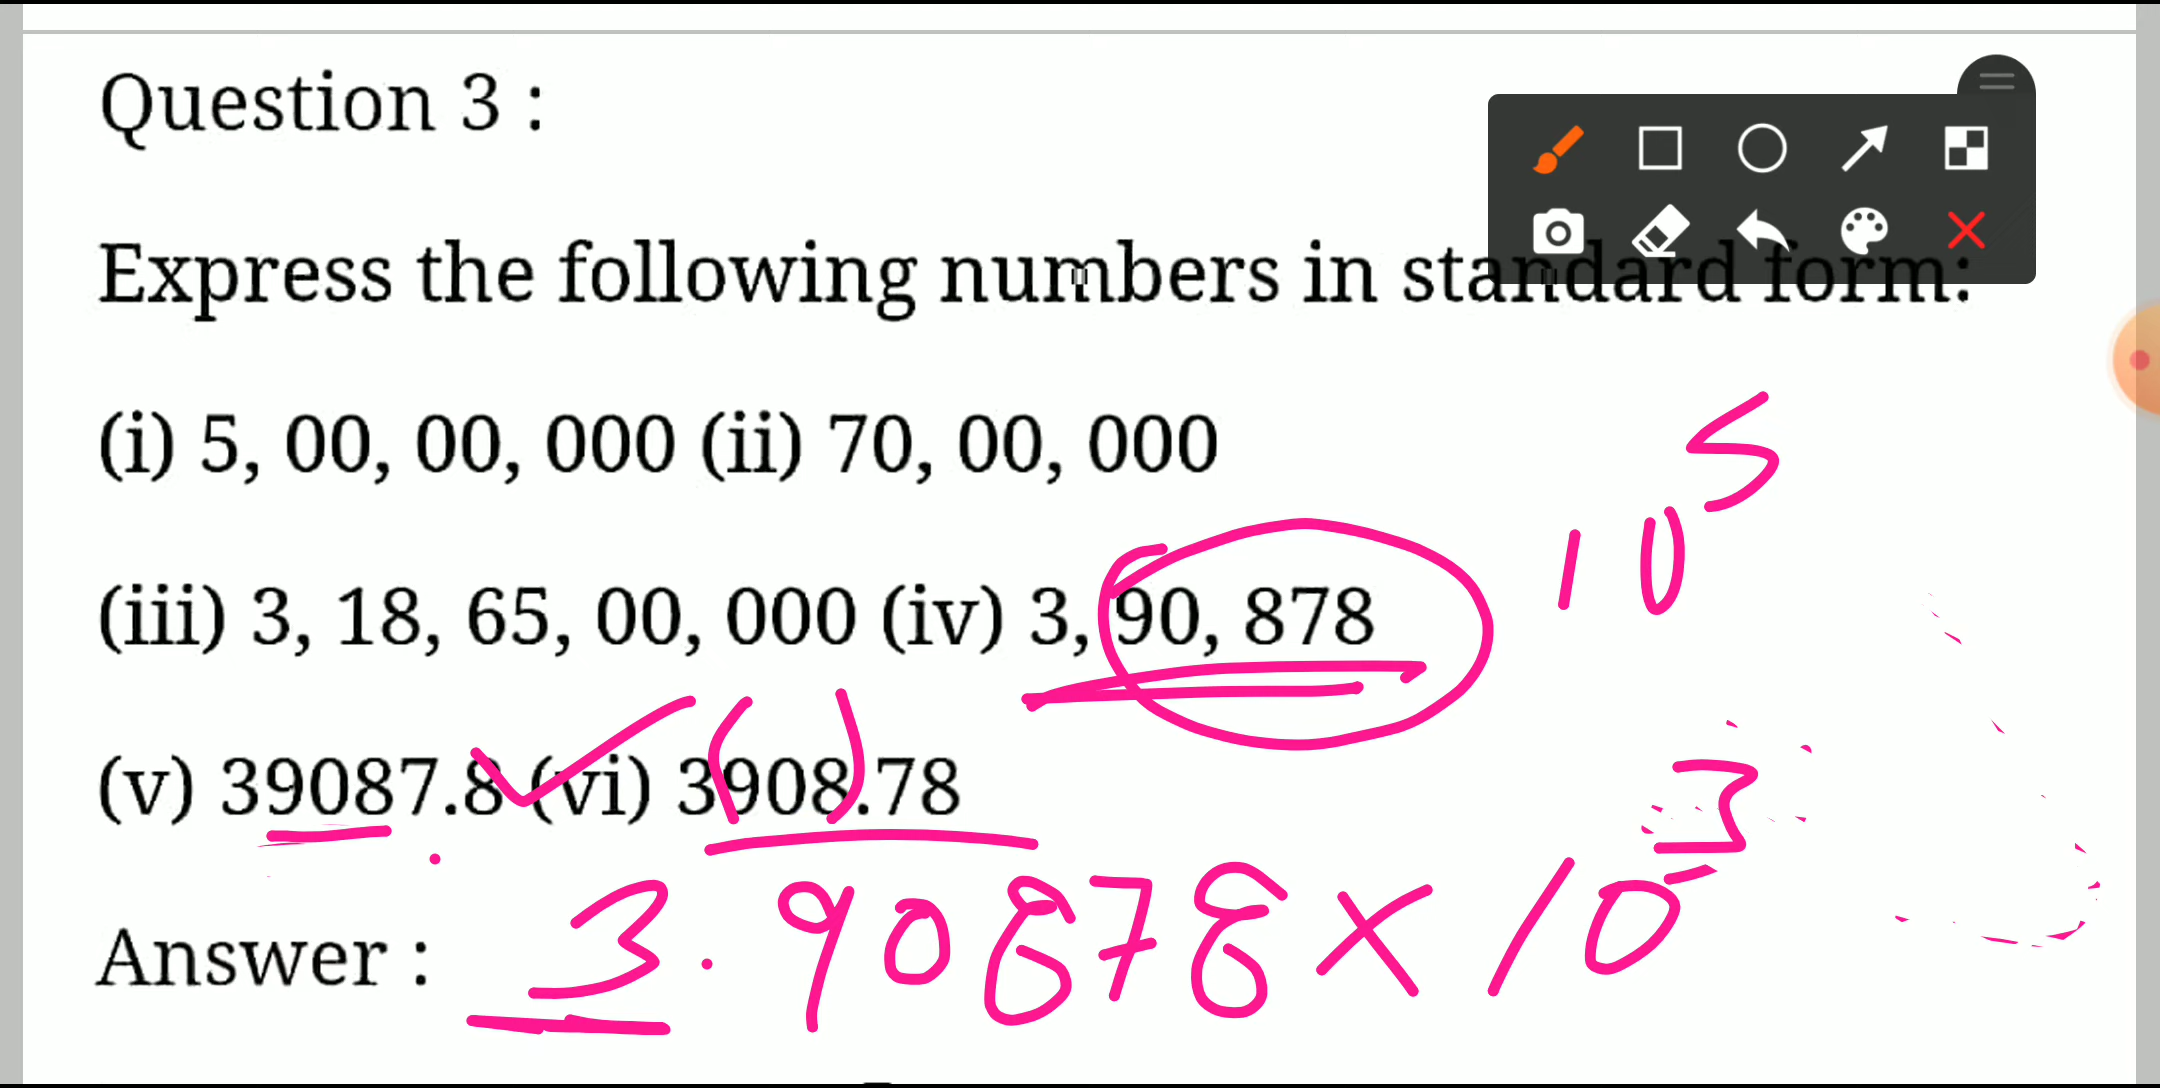 Question 3 :
Express the following numbers in standard form:
(i) 5, 00, 00, 000 (ii) 70, 00, 000
10⁵
(iii) 3, 18, 65, 00, 000 (iv) 3, 90, 878
(v) 39087.8 (vi) 3908.78
Answer : 3.90878 × 10³